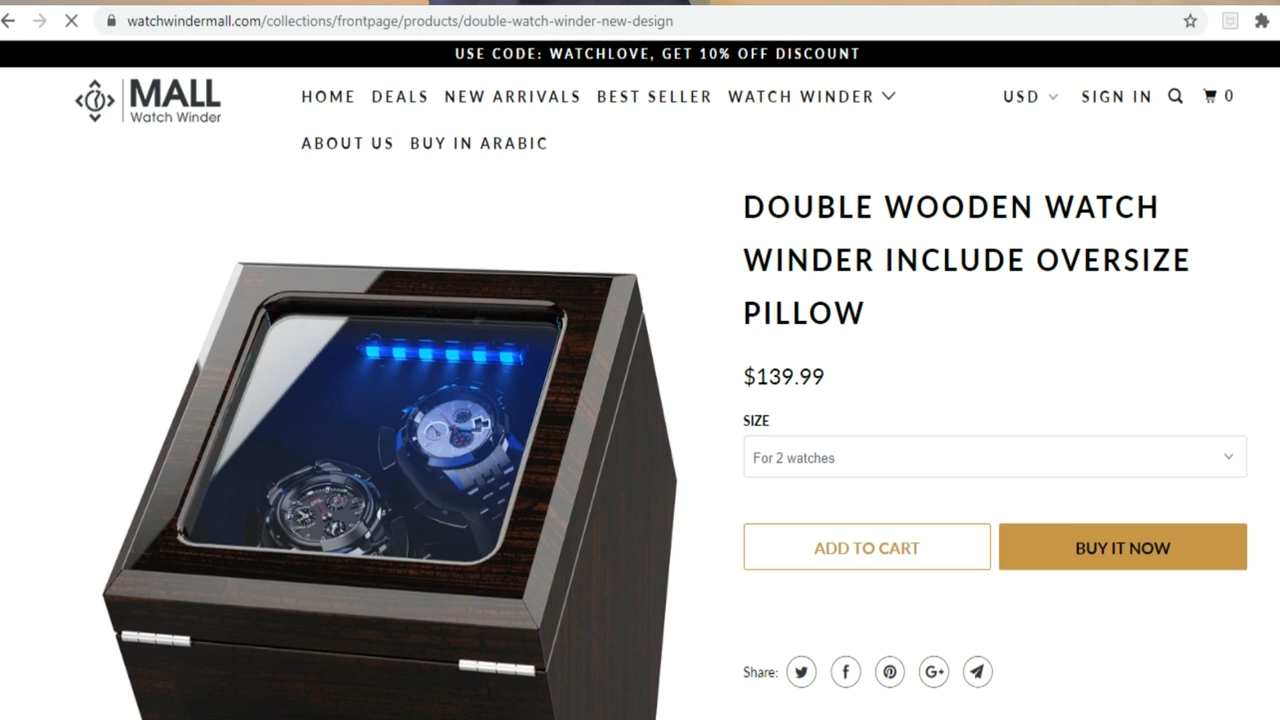 watchwindermall.com/collections/frontpage/products/double-watch-winder-new-design
USE CODE: WATCHLOVE, GET 10% OFF DISCOUNT
MALL
Watch Winder
HOME DEALS NEW ARRIVALS BEST SELLER WATCH WINDER
USD SIGN IN 0
ABOUT US BUY IN ARABIC
DOUBLE WOODEN WATCH
WINDER INCLUDE OVERSIZE
PILLOW
$139.99
SIZE
For 2 watches
ADD TO CART
BUY IT NOW
Share:
G+